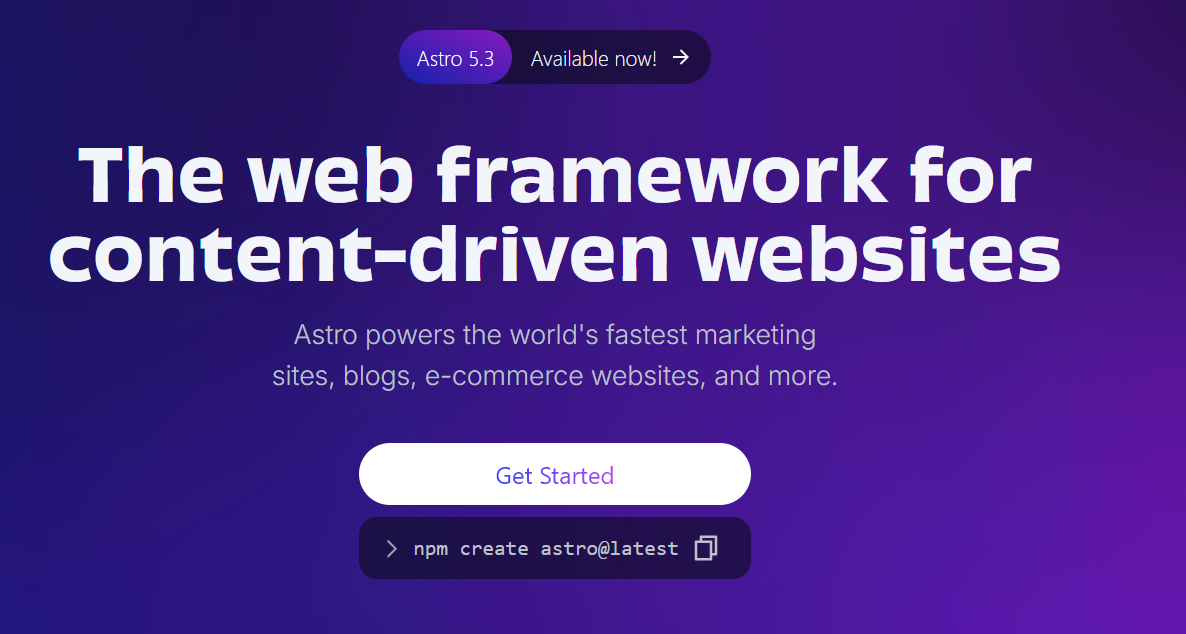 Astro 5.3 Available now! →
The web framework for
content-driven websites
Astro powers the world's fastest marketing
sites, blogs, e-commerce websites, and more.
Get Started
> npm create astro@latest